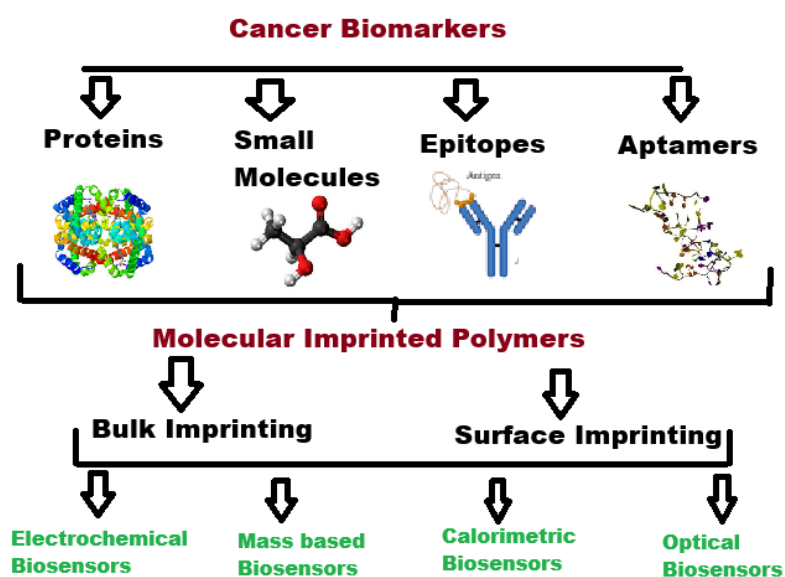 Cancer Biomarkers
Proteins
Small
Molecules
Epitopes
Aptamers
Antigen
Molecular Imprinted Polymers
Bulk Imprinting
Surface Imprinting
Electrochemical
Biosensors
Mass based
Biosensors
Calorimetric
Biosensors
Optical
Biosensors